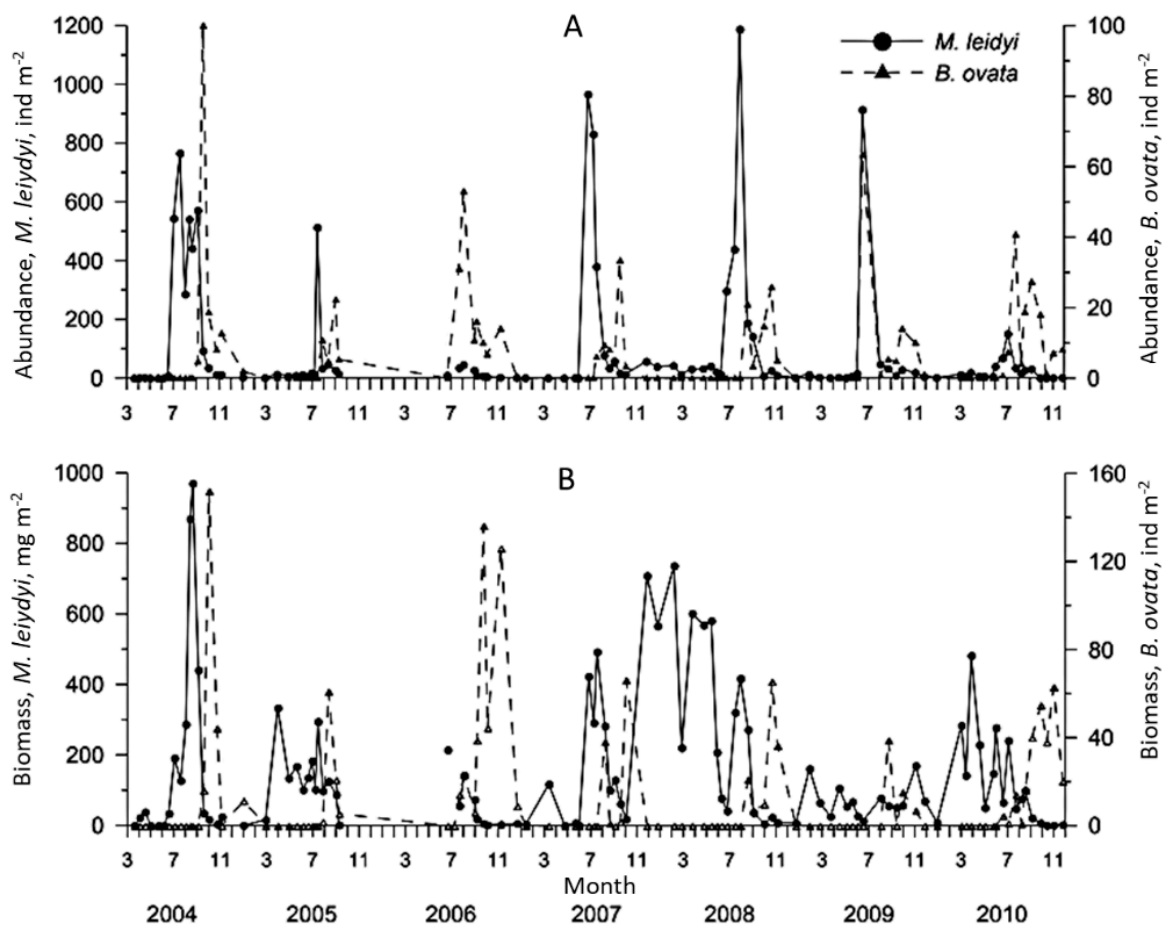 A
M. leidyi
B. ovata
Abundance, M. leiydyi, ind m⁻²
1200
1000
800
600
400
200
0
100
80
60
40
20
0
Abundance, B. ovata, ind m⁻²
3 7 11 3 7 11 3 7 11 3 7 11 3 7 11 3 7 11 3 7 11
B
Biomass, M. leiydyi, mg m⁻²
1000
800
600
400
200
0
160
120
80
40
0
Biomass, B. ovata, ind m⁻²
3 7 11 3 7 11 3 7 11 3 7 11 3 7 11 3 7 11 3 7 11
Month
2004 2005 2006 2007 2008 2009 2010